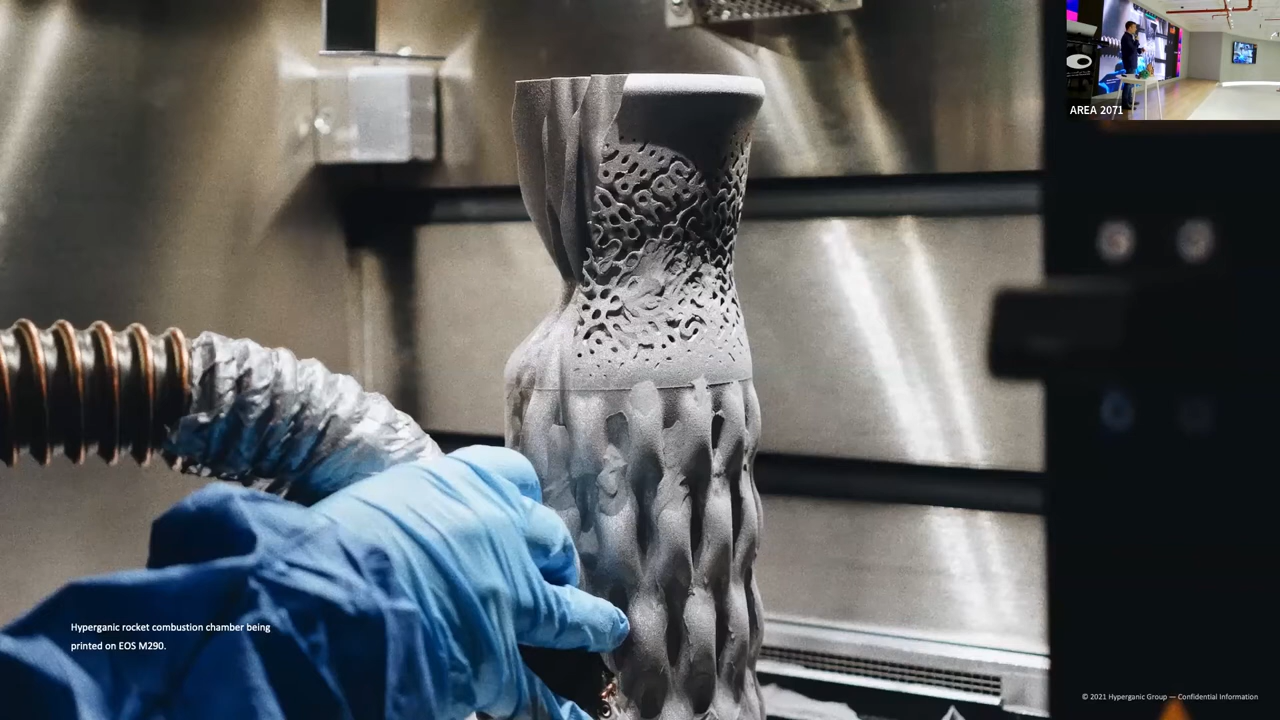 AREA 2071
Hyperganic rocket combustion chamber being
printed on EOS M290.
© 2021 Hyperganic Group — Confidential Information